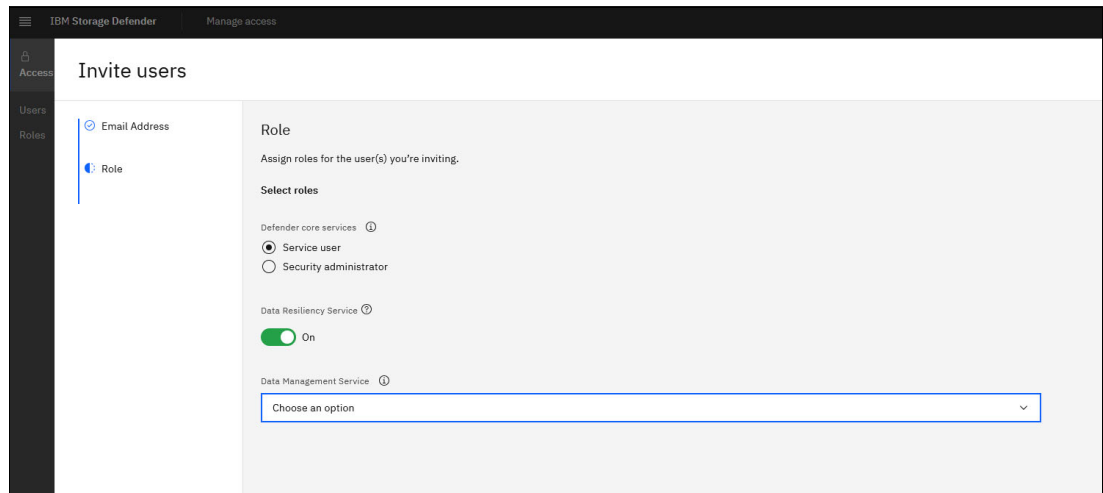 IBM Storage Defender Manage access
Access
Users
Roles
Invite users
Email Address
Role
Role
Assign roles for the user(s) you're inviting.
Select roles
Defender core services
Service user
Security administrator
Data Resiliency Service
On
Data Management Service
Choose an option